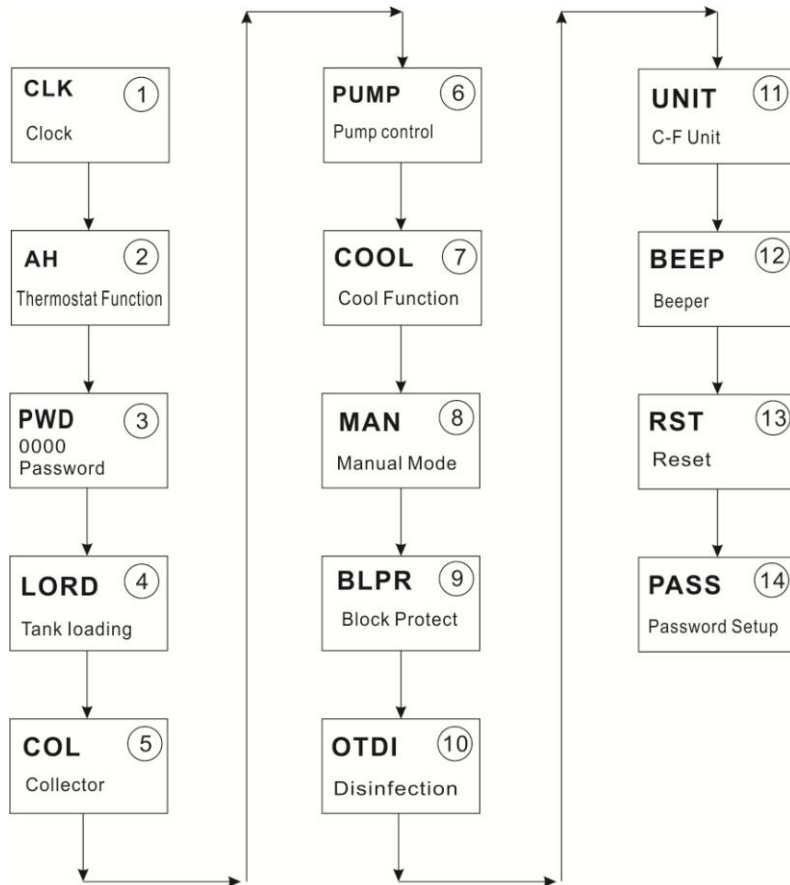 CLK 1
Clock
AH 2
Thermostat Function
PWD 3
0000
Password
LORD 4
Tank loading
COL 5
Collector
PUMP 6
Pump control
COOL 7
Cool Function
MAN 8
Manual Mode
BLPR 9
Block Protect
OTDI 10
Disinfection
UNIT 11
C-F Unit
BEEP 12
Beeper
RST 13
Reset
PASS 14
Password Setup